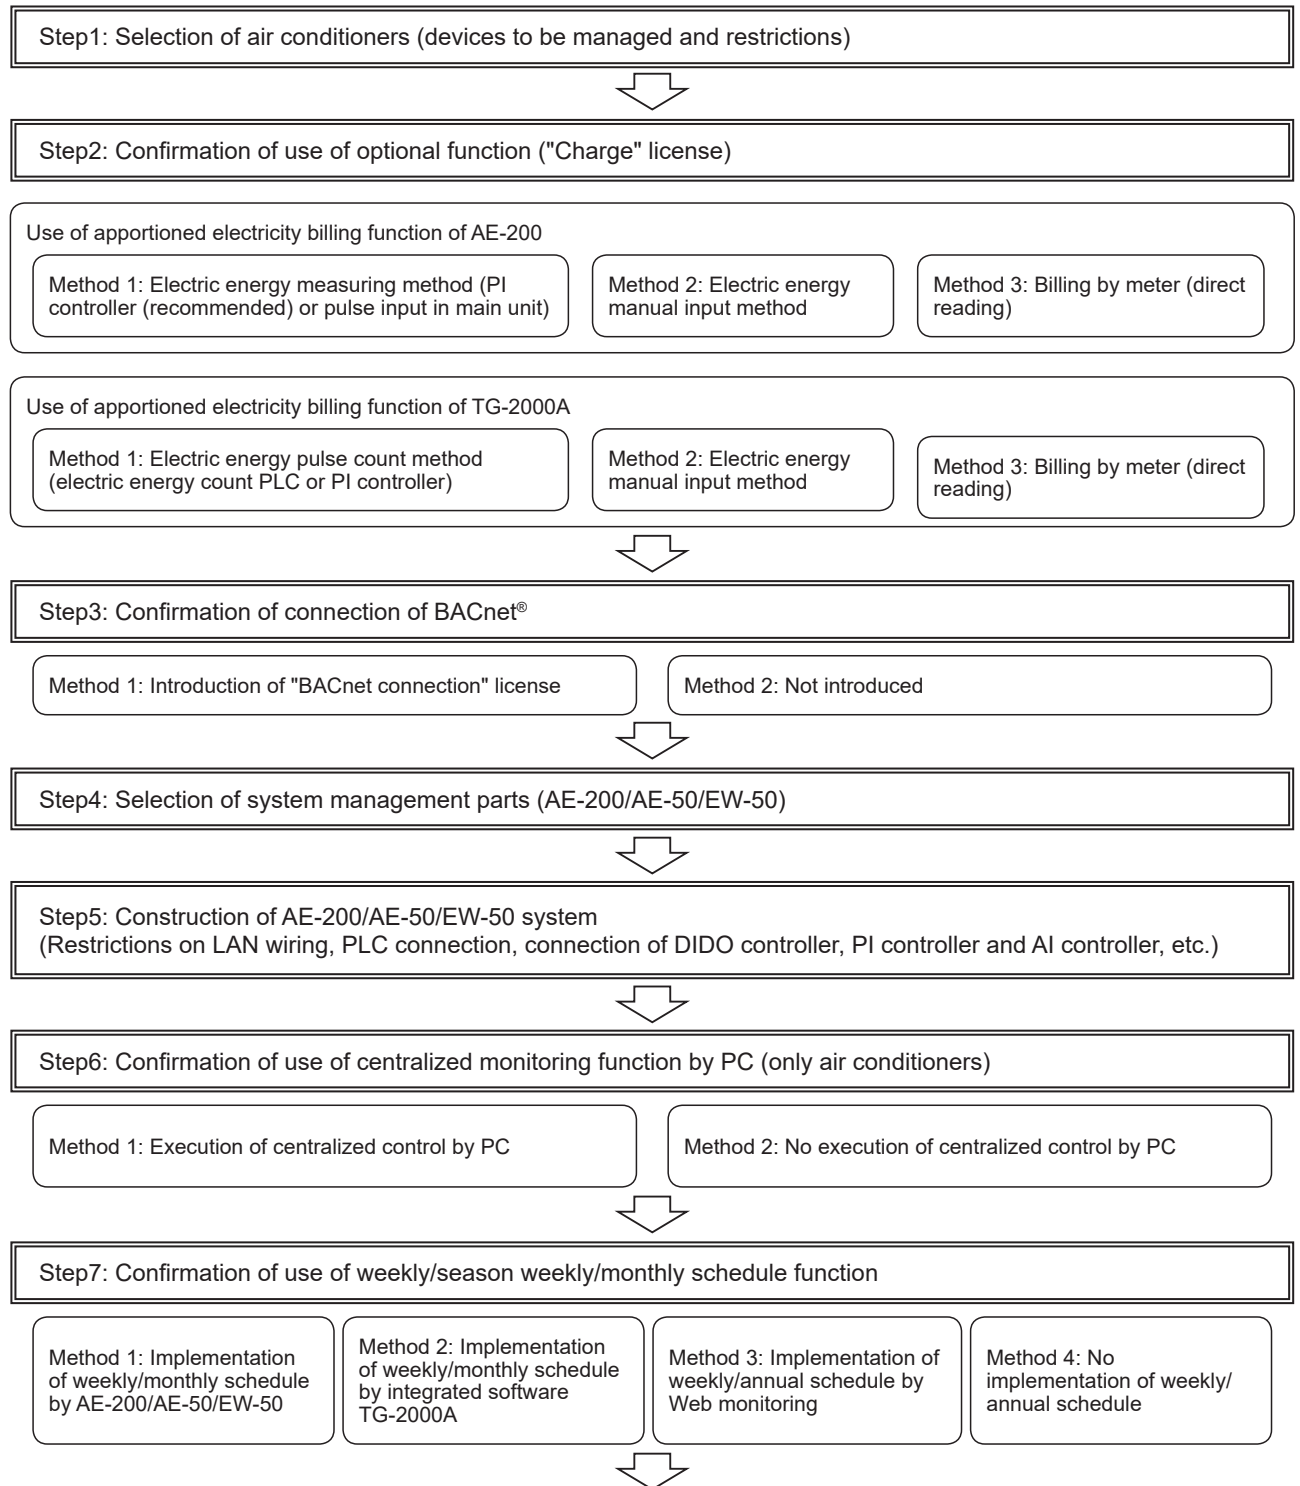 Step1: Selection of air conditioners (devices to be managed and restrictions)
Step2: Confirmation of use of optional function ("Charge" license)
Use of apportioned electricity billing function of AE-200
Method 1: Electric energy measuring method (PI
controller (recommended) or pulse input in main unit)
Method 2: Electric energy
manual input method
Method 3: Billing by meter (direct
reading)
Use of apportioned electricity billing function of TG-2000A
Method 1: Electric energy pulse count method
(electric energy count PLC or PI controller)
Method 2: Electric energy
manual input method
Method 3: Billing by meter (direct
reading)
Step3: Confirmation of connection of BACnet®
Method 1: Introduction of "BACnet connection" license
Method 2: Not introduced
Step4: Selection of system management parts (AE-200/AE-50/EW-50)
Step5: Construction of AE-200/AE-50/EW-50 system
(Restrictions on LAN wiring, PLC connection, connection of DIDO controller, PI controller and AI controller, etc.)
Step6: Confirmation of use of centralized monitoring function by PC (only air conditioners)
Method 1: Execution of centralized control by PC
Method 2: No execution of centralized control by PC
Step7: Confirmation of use of weekly/season weekly/monthly schedule function
Method 1: Implementation
of weekly/monthly schedule
by AE-200/AE-50/EW-50
Method 2: Implementation
of weekly/monthly schedule
by integrated software
TG-2000A
Method 3: Implementation of
weekly/annual schedule by
Web monitoring
Method 4: No
implementation of weekly/
annual schedule